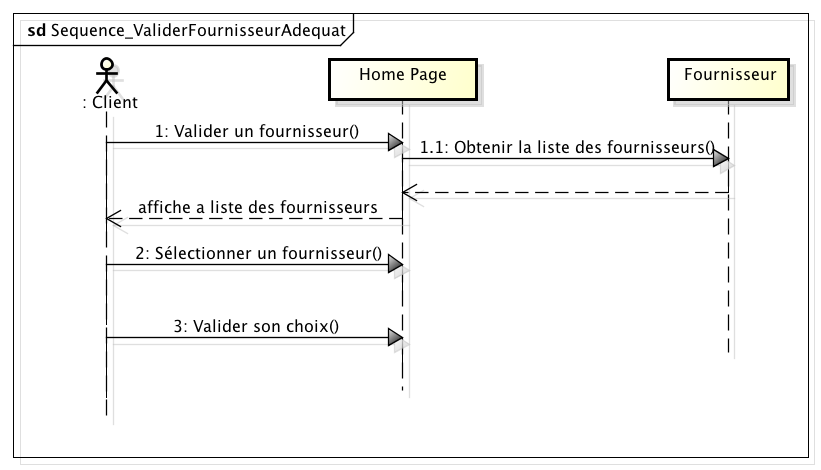 sd Sequence_ValiderFournisseurAdequat
: Client
Home Page
Fournisseur
1: Valider un fournisseur()
1.1: Obtenir la liste des fournisseurs()
affiche a liste des fournisseurs
2: Sélectionner un fournisseur()
3: Valider son choix()